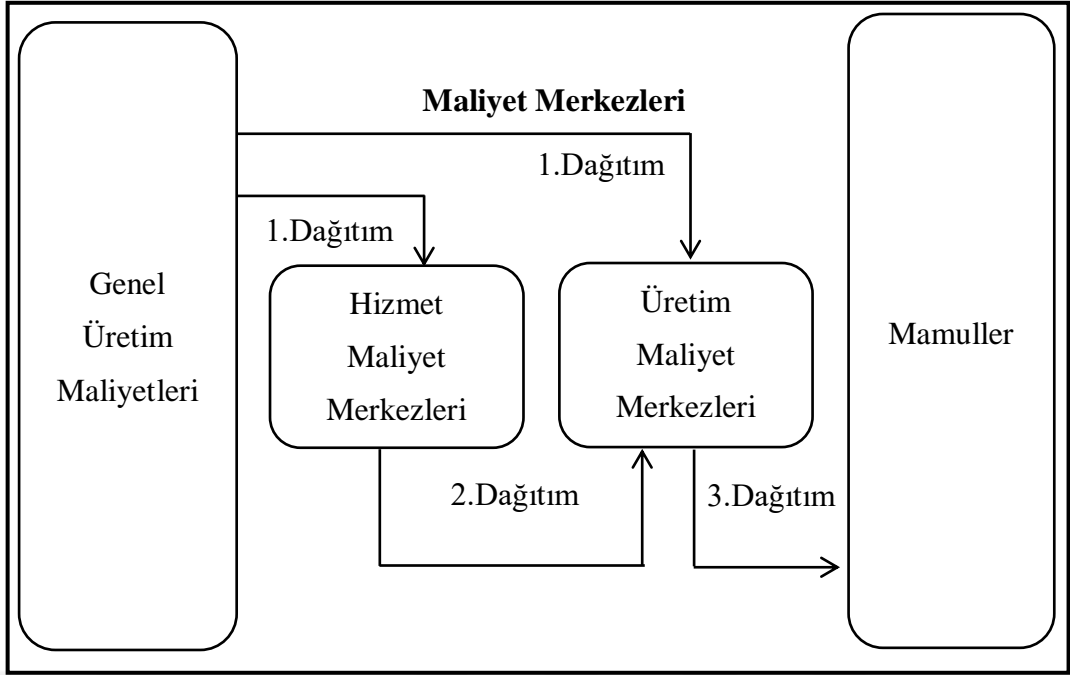 Maliyet Merkezleri
1.Dağıtım
1.Dağıtım
Genel
Üretim
Maliyetleri
Hizmet
Maliyet
Merkezleri
Üretim
Maliyet
Merkezleri
Mamuller
2.Dağıtım
3.Dağıtım